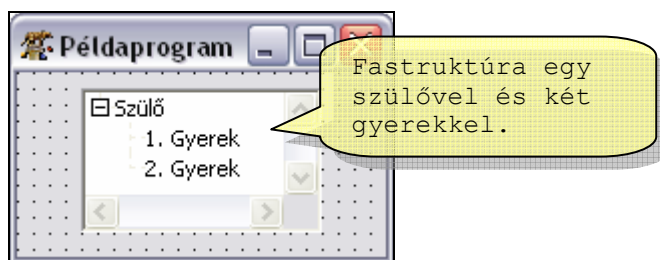 Példaprogram
Szülő
1. Gyerek
2. Gyerek
Fastruktúra egy
szülővel és két
gyerekkel.